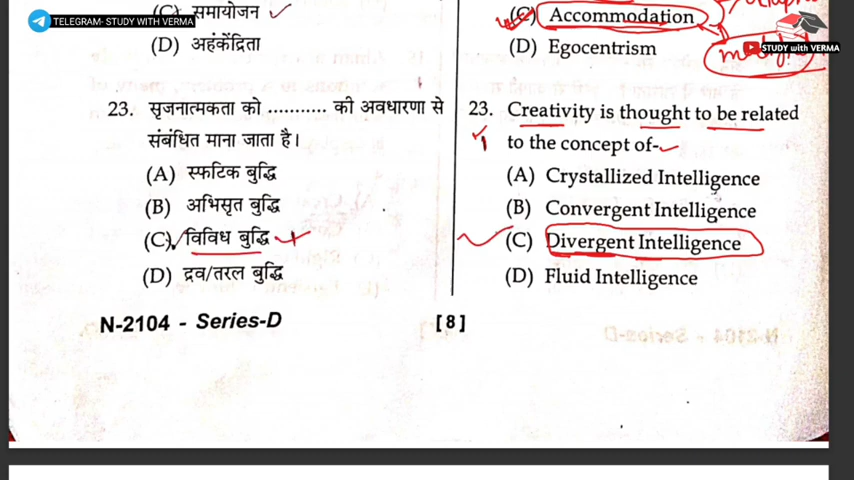 TELEGRAM- STUDY WITH VERMA
(C) समायोजन
(D) अहंकेंद्रिता
23. सृजनात्मकता को ........... की अवधारणा से
संबंधित माना जाता है।
(A) स्फटिक बुद्धि
(B) अभिसृत बुद्धि
(C) विविध बुद्धि
(D) द्रव/तरल बुद्धि
N-2104 - Series-D
[8]
(C) Accommodation
(D) Egocentrism
STUDY with VERMA
23. Creativity is thought to be related
to the concept of-
(A) Crystallized Intelligence
(B) Convergent Intelligence
(C) Divergent Intelligence
(D) Fluid Intelligence